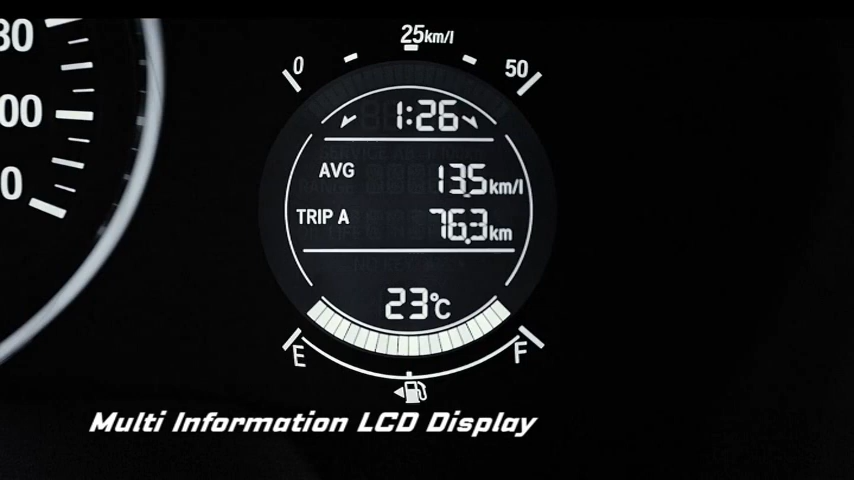 25km/l
0
50
80
1:26
00
AVG 13.5km/l
0
TRIP A 76.3km
23°C
E
F
Multi Information LCD Display